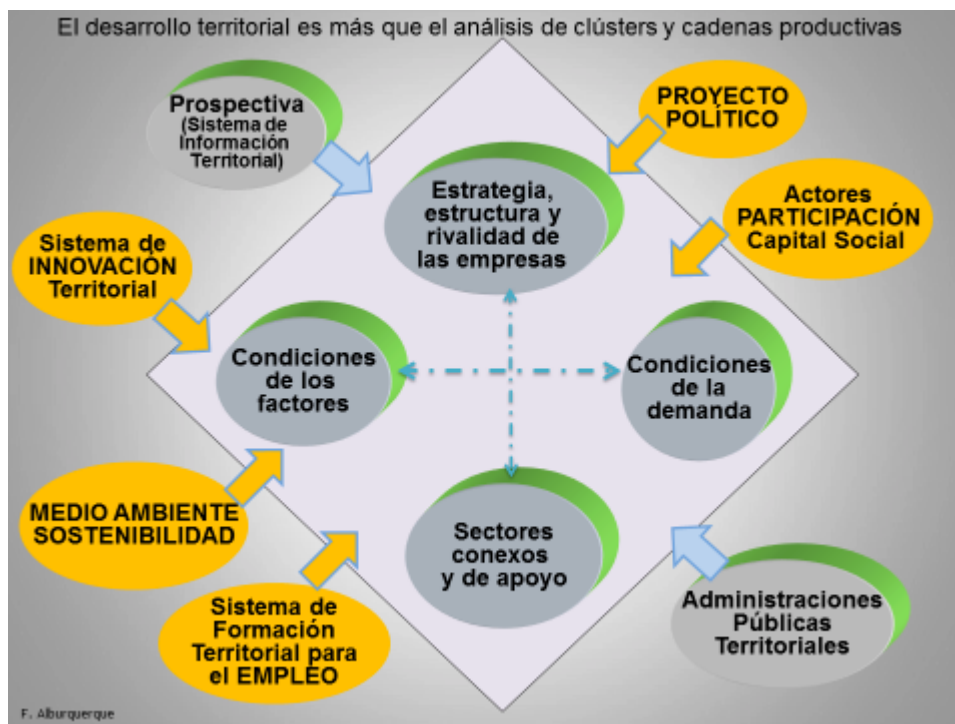 El desarrollo territorial es más que el análisis de clústers y cadenas productivas
Prospectiva
(Sistema de
Información
Territorial)
PROYECTO
POLÍTICO
Estrategia,
estructura y
rivalidad de
las empresas
Actores
PARTICIPACIÓN
Capital Social
Sistema de
INNOVACIÓN
Territorial
Condiciones
de los
factores
Condiciones
de la
demanda
MEDIO AMBIENTE
SOSTENIBILIDAD
Sectores
conexos
y de apoyo
Sistema de
Formación
Territorial para
el EMPLEO
Administraciones
Públicas
Territoriales
F. Alburquerque